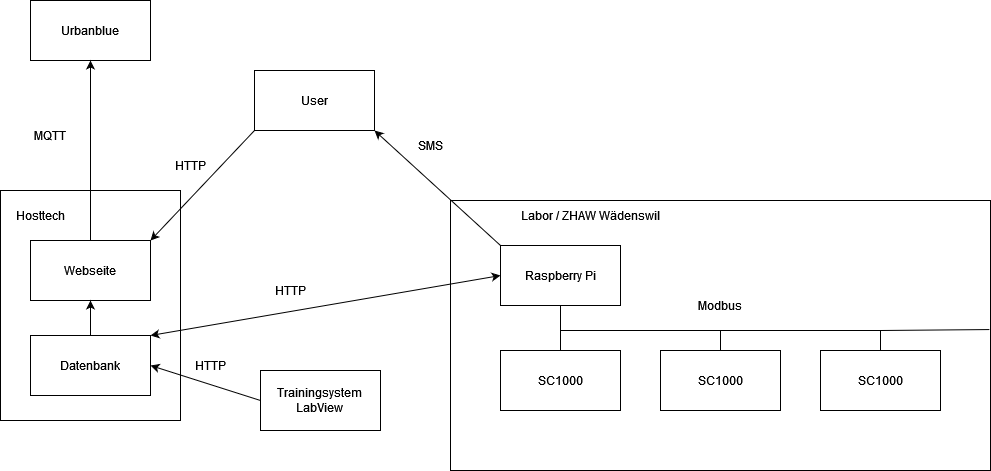 Urbanblue
User
MQTT
SMS
HTTP
Hosttech
Labor / ZHAW Wädenswil
Webseite
Raspberry Pi
HTTP
Modbus
Datenbank
HTTP
SC1000
SC1000
SC1000
Trainingsystem
LabView